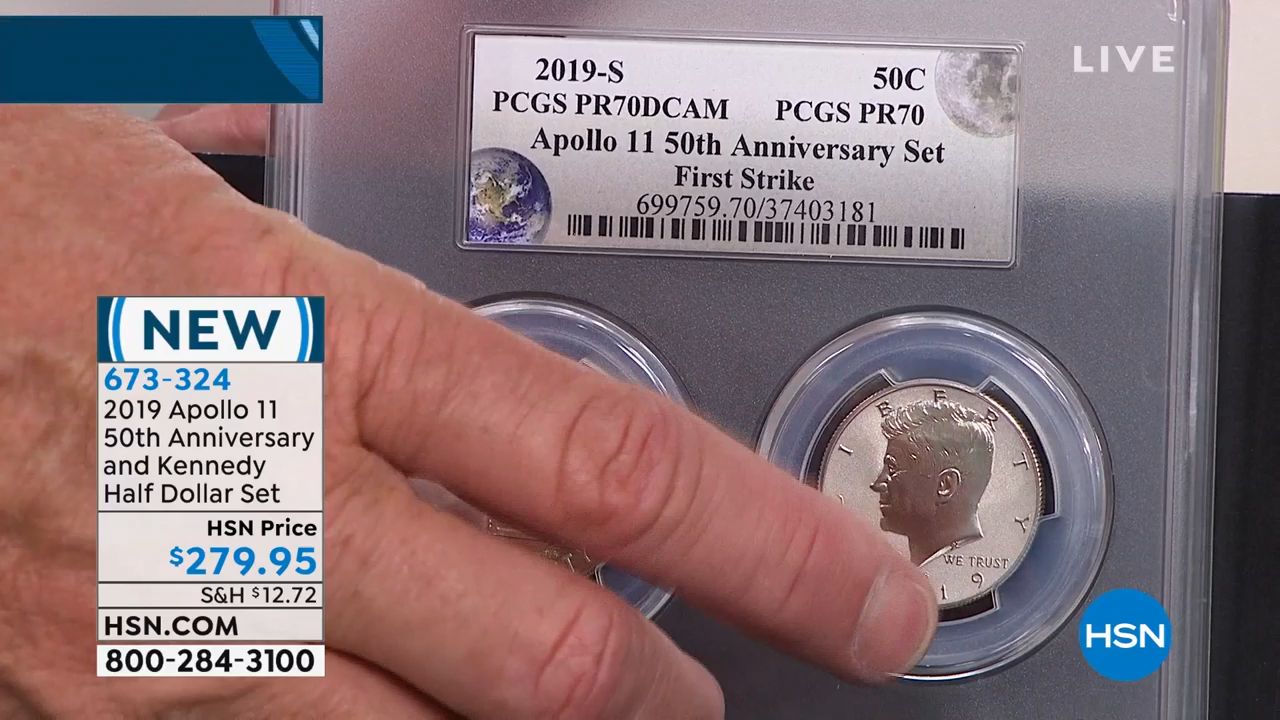 LIVE
2019-S 50C
PCGS PR70DCAM PCGS PR70
Apollo 11 50th Anniversary Set
First Strike
699759.70/37403181
NEW
673-324
2019 Apollo 11
50th Anniversary
and Kennedy
Half Dollar Set
HSN Price
$279.95
S&H $12.72
HSN.COM
800-284-3100
I B E R T Y
WE TRUST
1 9
HSN